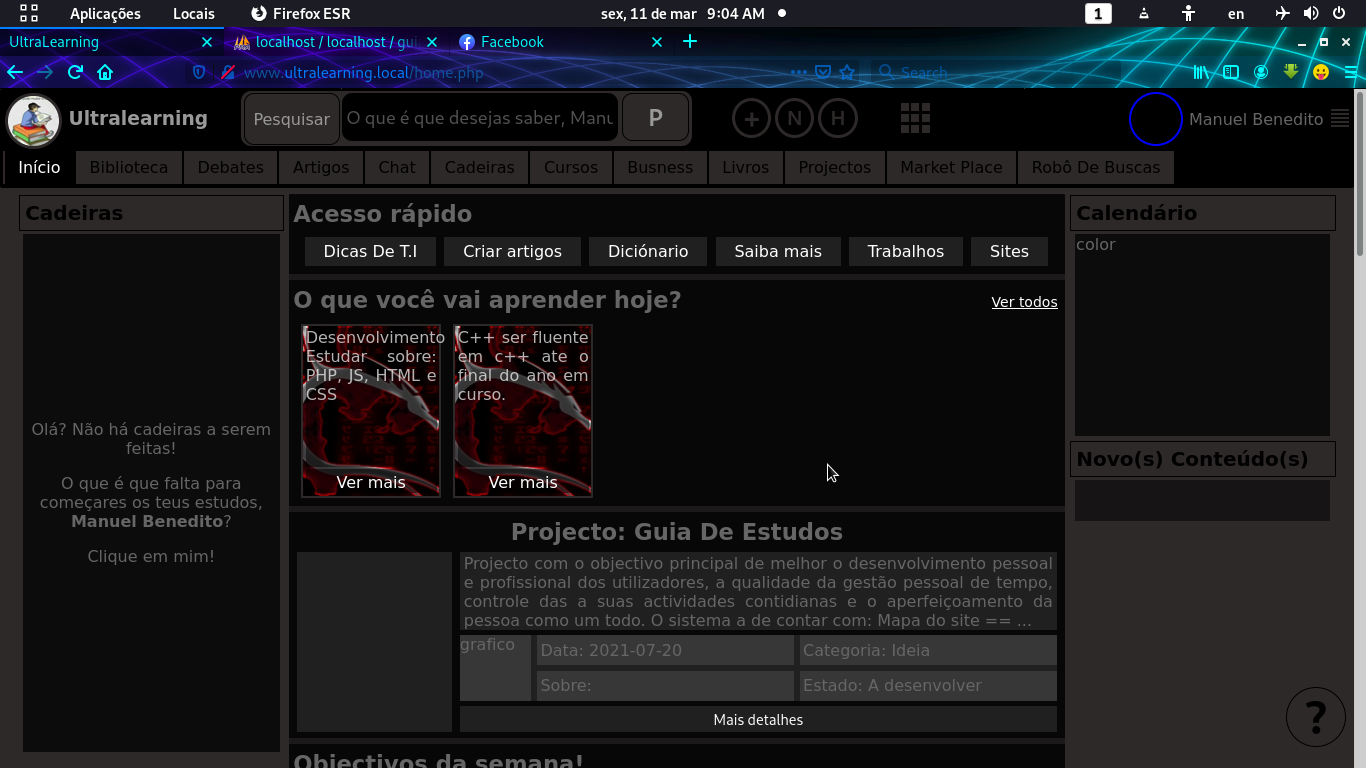 Aplicações Locais Firefox ESR sex, 11 de mar 9:04 AM 1 en
UltraLearning localhost / localhost / gui Facebook
www.ultralearning.local/home.php Search
Ultralearning Pesquisar O que é que desejas saber, Manu P + N H Manuel Benedito
Início Biblioteca Debates Artigos Chat Cadeiras Cursos Busness Livros Projectos Market Place Robô De Buscas
Cadeiras
Olá? Não há cadeiras a serem
feitas!
O que é que falta para
começares os teus estudos,
Manuel Benedito?
Clique em mim!
Acesso rápido
Dicas De T.I Criar artigos Diciónario Saiba mais Trabalhos Sites
O que você vai aprender hoje? Ver todos
Desenvolvimento
Estudar sobre:
PHP, JS, HTML e
CSS
Ver mais
C++ ser fluente
em c++ ate o
final do ano em
curso.
Ver mais
Projecto: Guia De Estudos
Projecto com o objectivo principal de melhor o desenvolvimento pessoal
e profissional dos utilizadores, a qualidade da gestão pessoal de tempo,
controle das a suas actividades contidianas e o aperfeiçoamento da
pessoa como um todo. O sistema a de contar com: Mapa do site == ...
grafico Data: 2021-07-20 Categoria: Ideia
Sobre: Estado: A desenvolver
Mais detalhes
Objectivos da semana!
Calendário
color
Novo(s) Conteúdo(s)
?